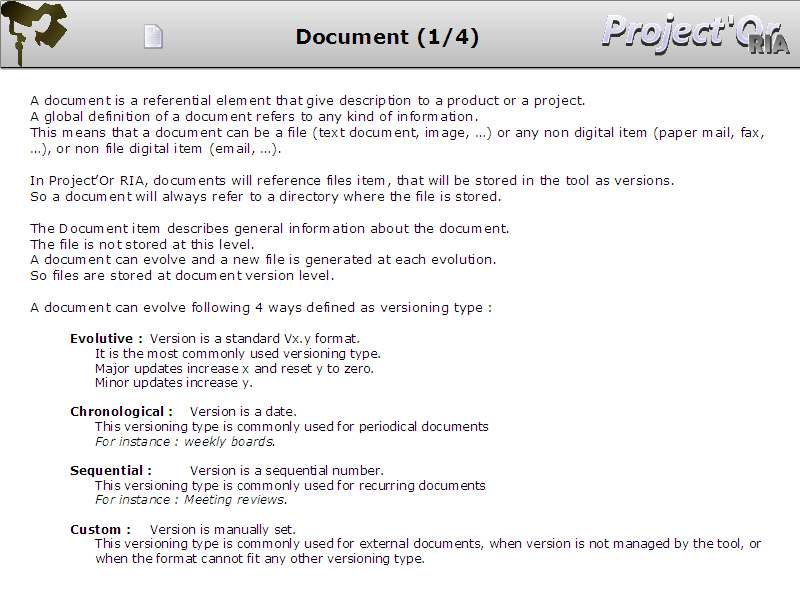 Document (1/4)
Project'Or
RIA
A document is a referential element that give description to a product or a project.
A global definition of a document refers to any kind of information.
This means that a document can be a file (text document, image, …) or any non digital item (paper mail, fax,
…), or non file digital item (email, …).
In Project’Or RIA, documents will reference files item, that will be stored in the tool as versions.
So a document will always refer to a directory where the file is stored.
The Document item describes general information about the document.
The file is not stored at this level.
A document can evolve and a new file is generated at each evolution.
So files are stored at document version level.
A document can evolve following 4 ways defined as versioning type :
Evolutive : Version is a standard Vx.y format.
It is the most commonly used versioning type.
Major updates increase x and reset y to zero.
Minor updates increase y.
Chronological : Version is a date.
This versioning type is commonly used for periodical documents
For instance : weekly boards.
Sequential : Version is a sequential number.
This versioning type is commonly used for recurring documents
For instance : Meeting reviews.
Custom : Version is manually set.
This versioning type is commonly used for external documents, when version is not managed by the tool, or
when the format cannot fit any other versioning type.